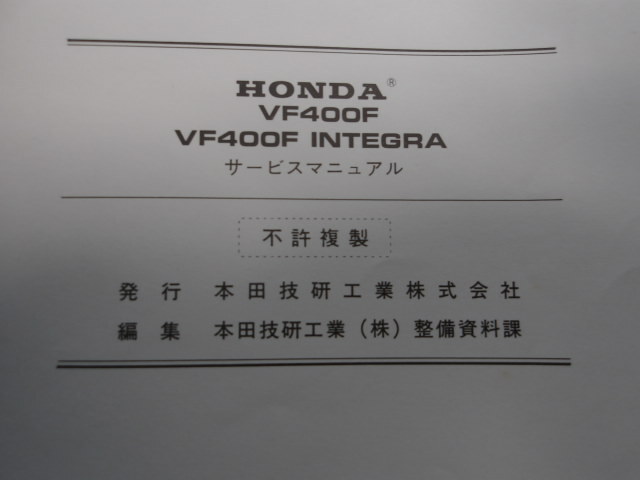 HONDA®
VF400F
VF400F INTEGRA
サービスマニュアル
不許複製
発行 本田技研工業株式会社
編集 本田技研工業（株）整備資料課